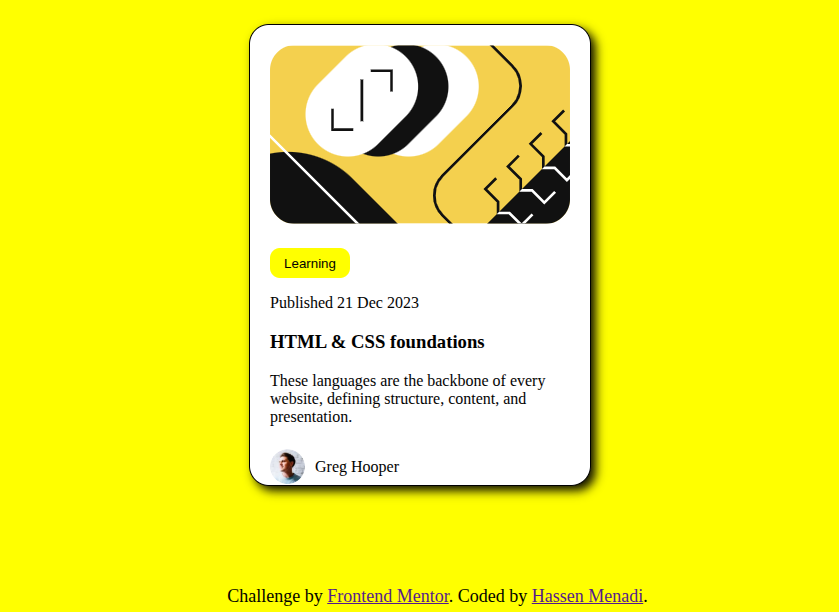 Learning
Published 21 Dec 2023
HTML & CSS foundations
These languages are the backbone of every
website, defining structure, content, and
presentation.
Greg Hooper
Challenge by Frontend Mentor. Coded by Hassen Menadi.